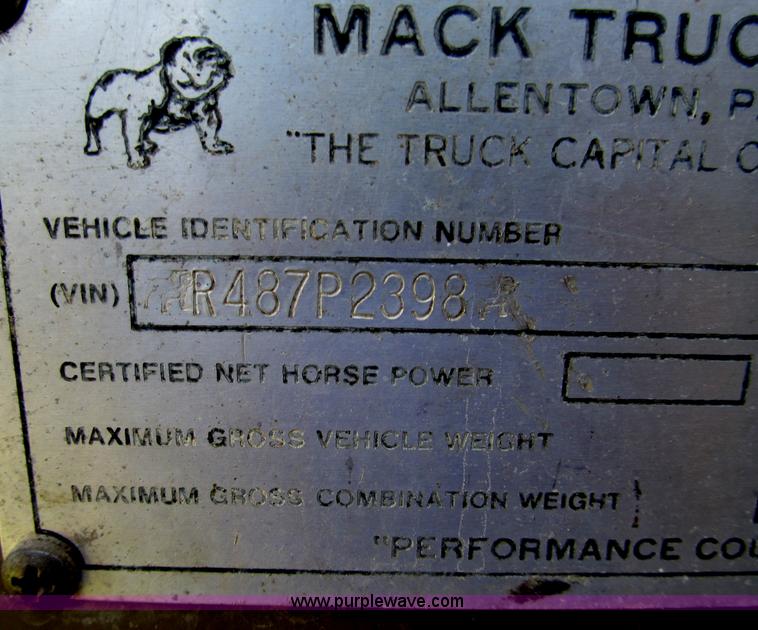 MACK TRUC
ALLENTOWN, P
"THE TRUCK CAPITAL
VEHICLE IDENTIFICATION NUMBER
(VIN) R487P2398
CERTIFIED NET HORSE POWER
MAXIMUM GROSS VEHICLE WEIGHT
MAXIMUM GROSS COMBINATION WEIGHT
"PERFORMANCE COU
www.purplewave.com